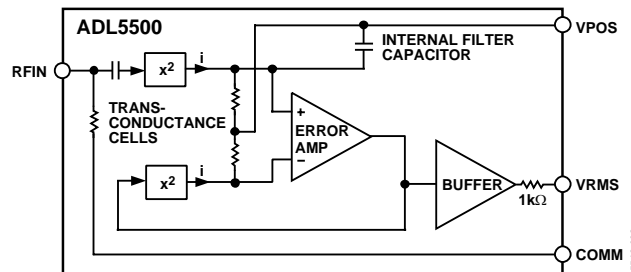 ADL5500
VPOS
INTERNAL FILTER
CAPACITOR
RFIN
x²
i
TRANS-
CONDUCTANCE
CELLS
+
ERROR
AMP
–
x²
i
BUFFER
1kΩ
VRMS
COMM